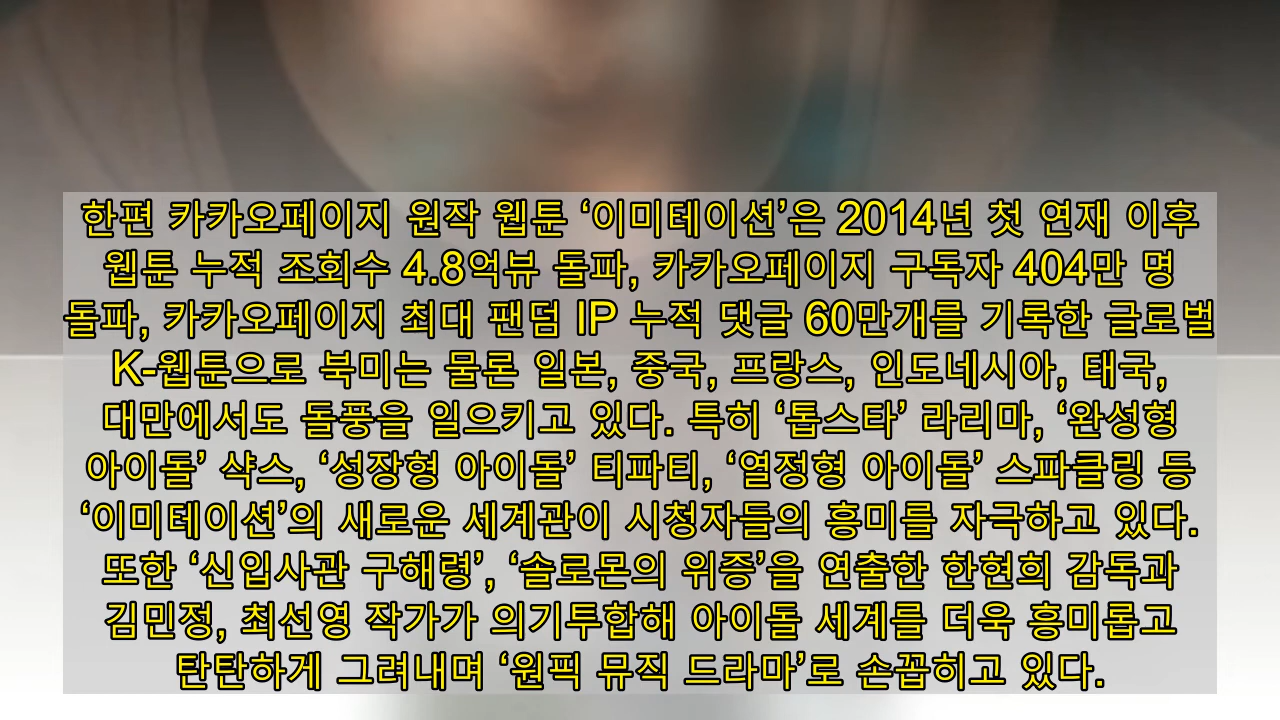 한편 카카오페이지 원작 웹툰 ‘이미테이션’은 2014년 첫 연재 이후
웹툰 누적 조회수 4.8억뷰 돌파, 카카오페이지 구독자 404만 명
돌파, 카카오페이지 최대 팬덤 IP 누적 댓글 60만개를 기록한 글로벌
K-웹툰으로 북미는 물론 일본, 중국, 프랑스, 인도네시아, 태국,
대만에서도 돌풍을 일으키고 있다. 특히 ‘톱스타’ 라리마, ‘완성형
아이돌’ 샥스, ‘성장형 아이돌’ 티파티, ‘열정형 아이돌’ 스파클링 등
‘이미테이션’의 새로운 세계관이 시청자들의 흥미를 자극하고 있다.
또한 ‘신입사관 구해령’, ‘솔로몬의 위증’을 연출한 한현희 감독과
김민정, 최선영 작가가 의기투합해 아이돌 세계를 더욱 흥미롭고
탄탄하게 그려내며 ‘원픽 뮤직 드라마’로 손꼽히고 있다.